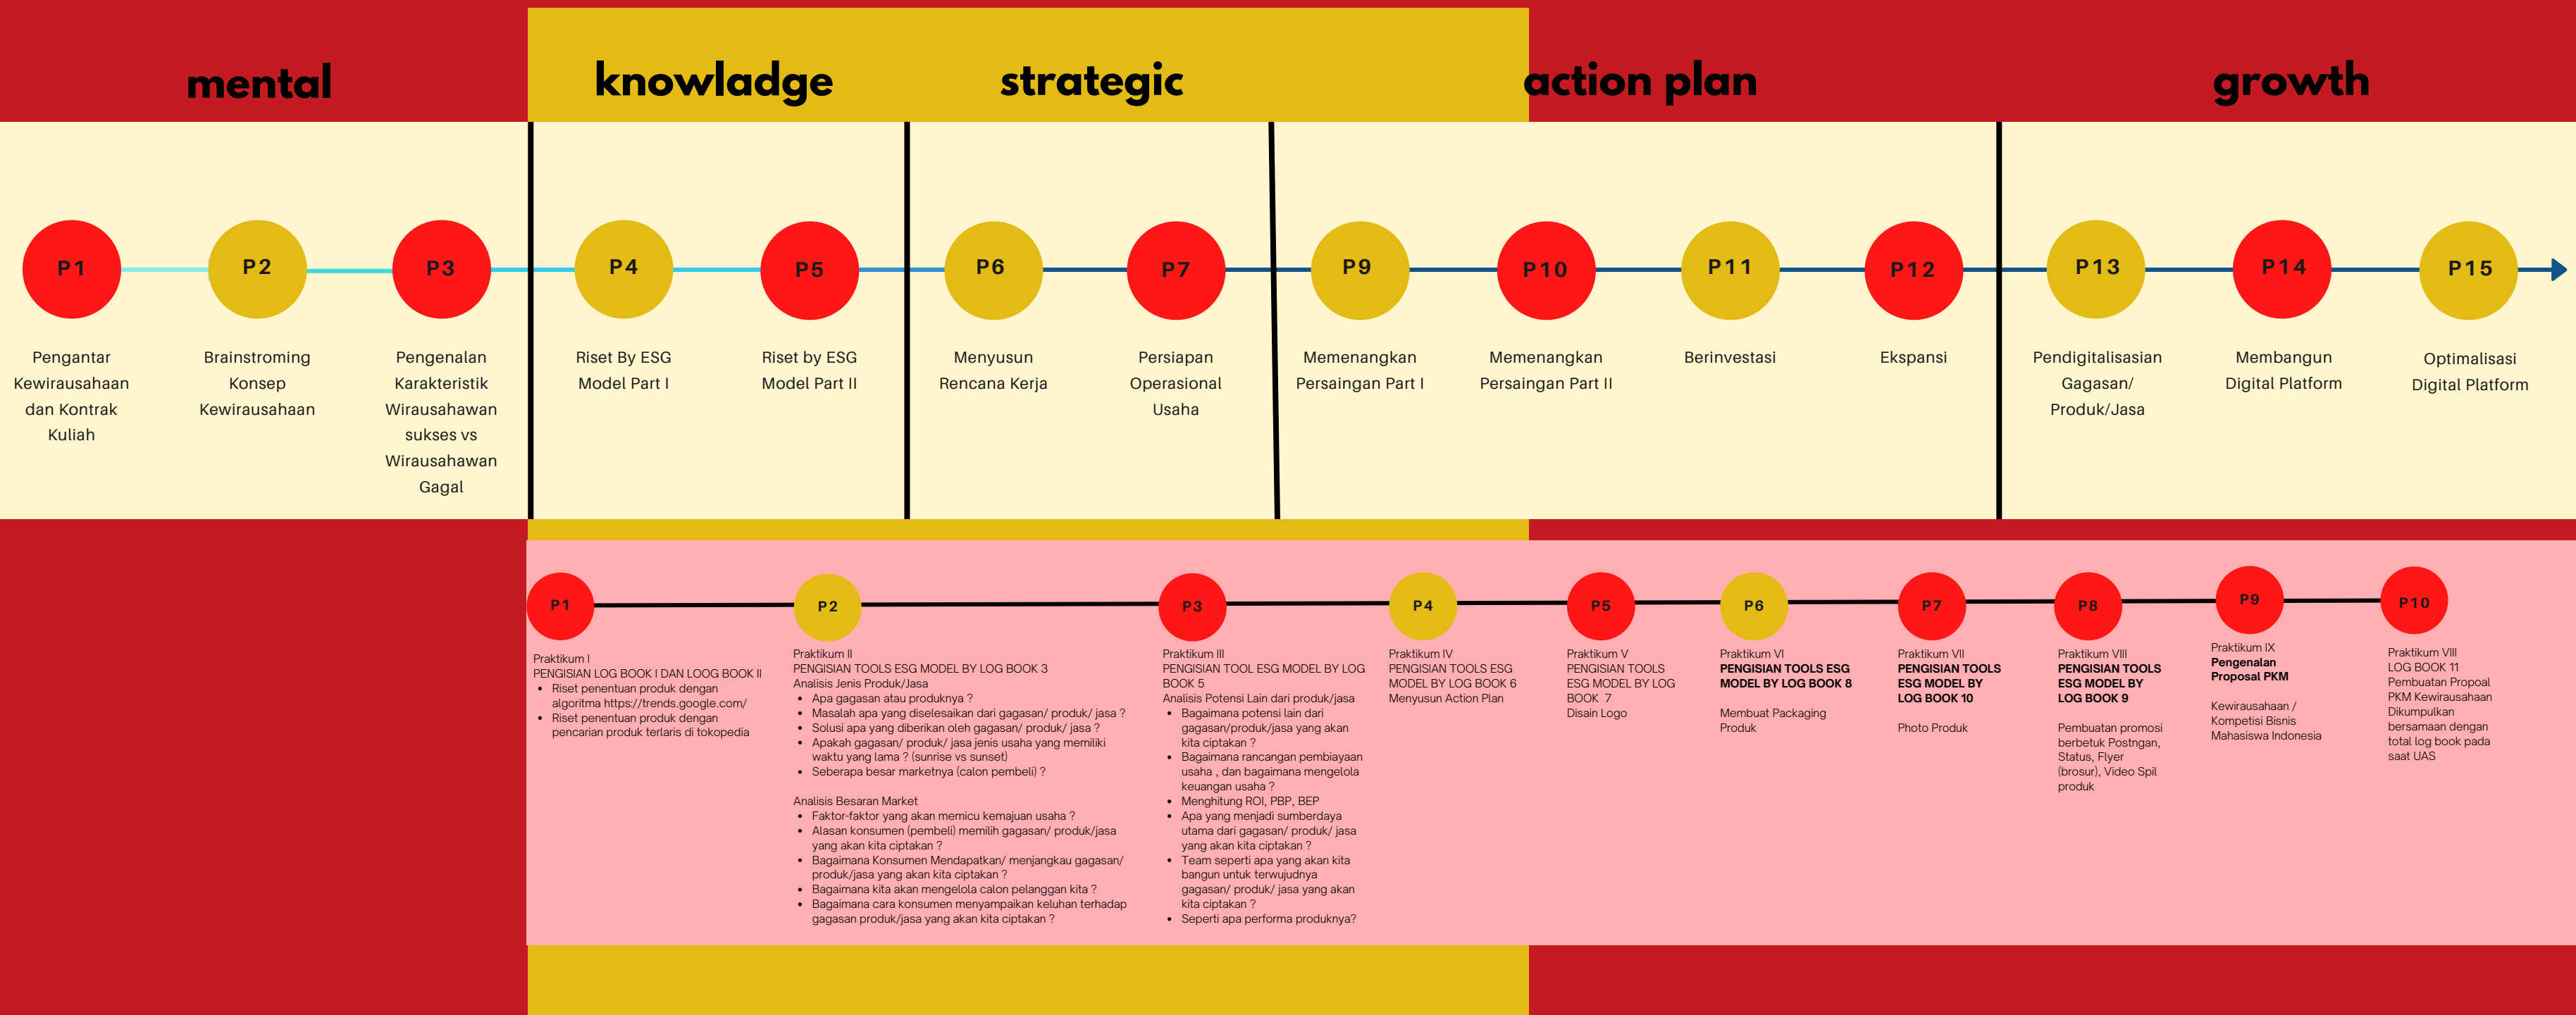 mental
knowladge
strategic
action plan
growth
P1
P2
P3
P4
P5
P6
P7
P9
P10
P11
P12
P13
P14
P15
Pengantar
Kewirausahaan
dan Kontrak
Kuliah
Brainstroming
Konsep
Kewirausahaan
Pengenalan
Karakteristik
Wirausahawan
sukses vs
Wirausahawan
Gagal
Riset By ESG
Model Part I
Riset by ESG
Model Part II
Menyusun
Rencana Kerja
Persiapan
Operasional
Usaha
Memenangkan
Persaingan Part I
Memenangkan
Persaingan Part II
Berinvestasi
Ekspansi
Pendigitalisasian
Gagasan/
Produk/Jasa
Membangun
Digital Platform
Optimalisasi
Digital Platform
P1
P2
P3
P4
P5
P6
P7
P8
P9
P10
Praktikum I
PENGISIAN LOG BOOK I DAN LOOG BOOK II
• Riset penentuan produk dengan
algoritma https://trends.google.com/
• Riset penentuan produk dengan
pencarian produk terlaris di tokopedia
Praktikum II
PENGISIAN TOOLS ESG MODEL BY LOG BOOK 3
Analisis Jenis Produk/Jasa
• Apa gagasan atau produknya ?
• Masalah apa yang diselesaikan dari gagasan/ produk/ jasa ?
• Solusi apa yang diberikan oleh gagasan/ produk/ jasa ?
• Apakah gagasan/ produk/ jasa jenis usaha yang memiliki
waktu yang lama ? (sunrise vs sunset)
• Seberapa besar marketnya (calon pembeli) ?
Analisis Besaran Market
• Faktor-faktor yang akan memicu kemajuan usaha ?
• Alasan konsumen (pembeli) memilih gagasan/ produk/jasa
yang akan kita ciptakan ?
• Bagaimana Konsumen Mendapatkan/ menjangkau gagasan/
produk/jasa yang akan kita ciptakan ?
• Bagaimana kita akan mengelola calon pelanggan kita ?
• Bagaimana cara konsumen menyampaikan keluhan terhadap
gagasan produk/jasa yang akan kita ciptakan ?
Praktikum III
PENGISIAN TOOL ESG MODEL BY LOG
BOOK 5
Analisis Potensi Lain dari produk/jasa
• Bagaimana potensi lain dari
gagasan/produk/jasa yang akan
kita ciptakan ?
• Bagaimana rancangan pembiayaan
usaha , dan bagaimana mengelola
keuangan usaha ?
• Menghitung ROI, PBP, BEP
• Apa yang menjadi sumberdaya
utama dari gagasan/ produk/ jasa
yang akan kita ciptakan ?
• Team seperti apa yang akan kita
bangun untuk terwujudnya
gagasan/ produk/ jasa yang akan
kita ciptakan ?
• Seperti apa performa produknya?
Praktikum IV
PENGISIAN TOOLS ESG
MODEL BY LOG BOOK 6
Menyusun Action Plan
Praktikum V
PENGISIAN TOOLS
ESG MODEL BY LOG
BOOK 7
Disain Logo
Praktikum VI
PENGISIAN TOOLS ESG
MODEL BY LOG BOOK 8
Membuat Packaging
Produk
Praktikum VII
PENGISIAN TOOLS
ESG MODEL BY
LOG BOOK 10
Photo Produk
Praktikum VIII
PENGISIAN TOOLS
ESG MODEL BY
LOG BOOK 9
Pembuatan promosi
berbetuk Postngan,
Status, Flyer
(brosur), Video Spil
produk
Praktikum IX
Pengenalan
Proposal PKM
Kewirausahaan /
Kompetisi Bisnis
Mahasiswa Indonesia
Praktikum VIII
LOG BOOK 11
Pembuatan Propoal
PKM Kewirausahaan
Dikumpulkan
bersamaan dengan
total log book pada
saat UAS